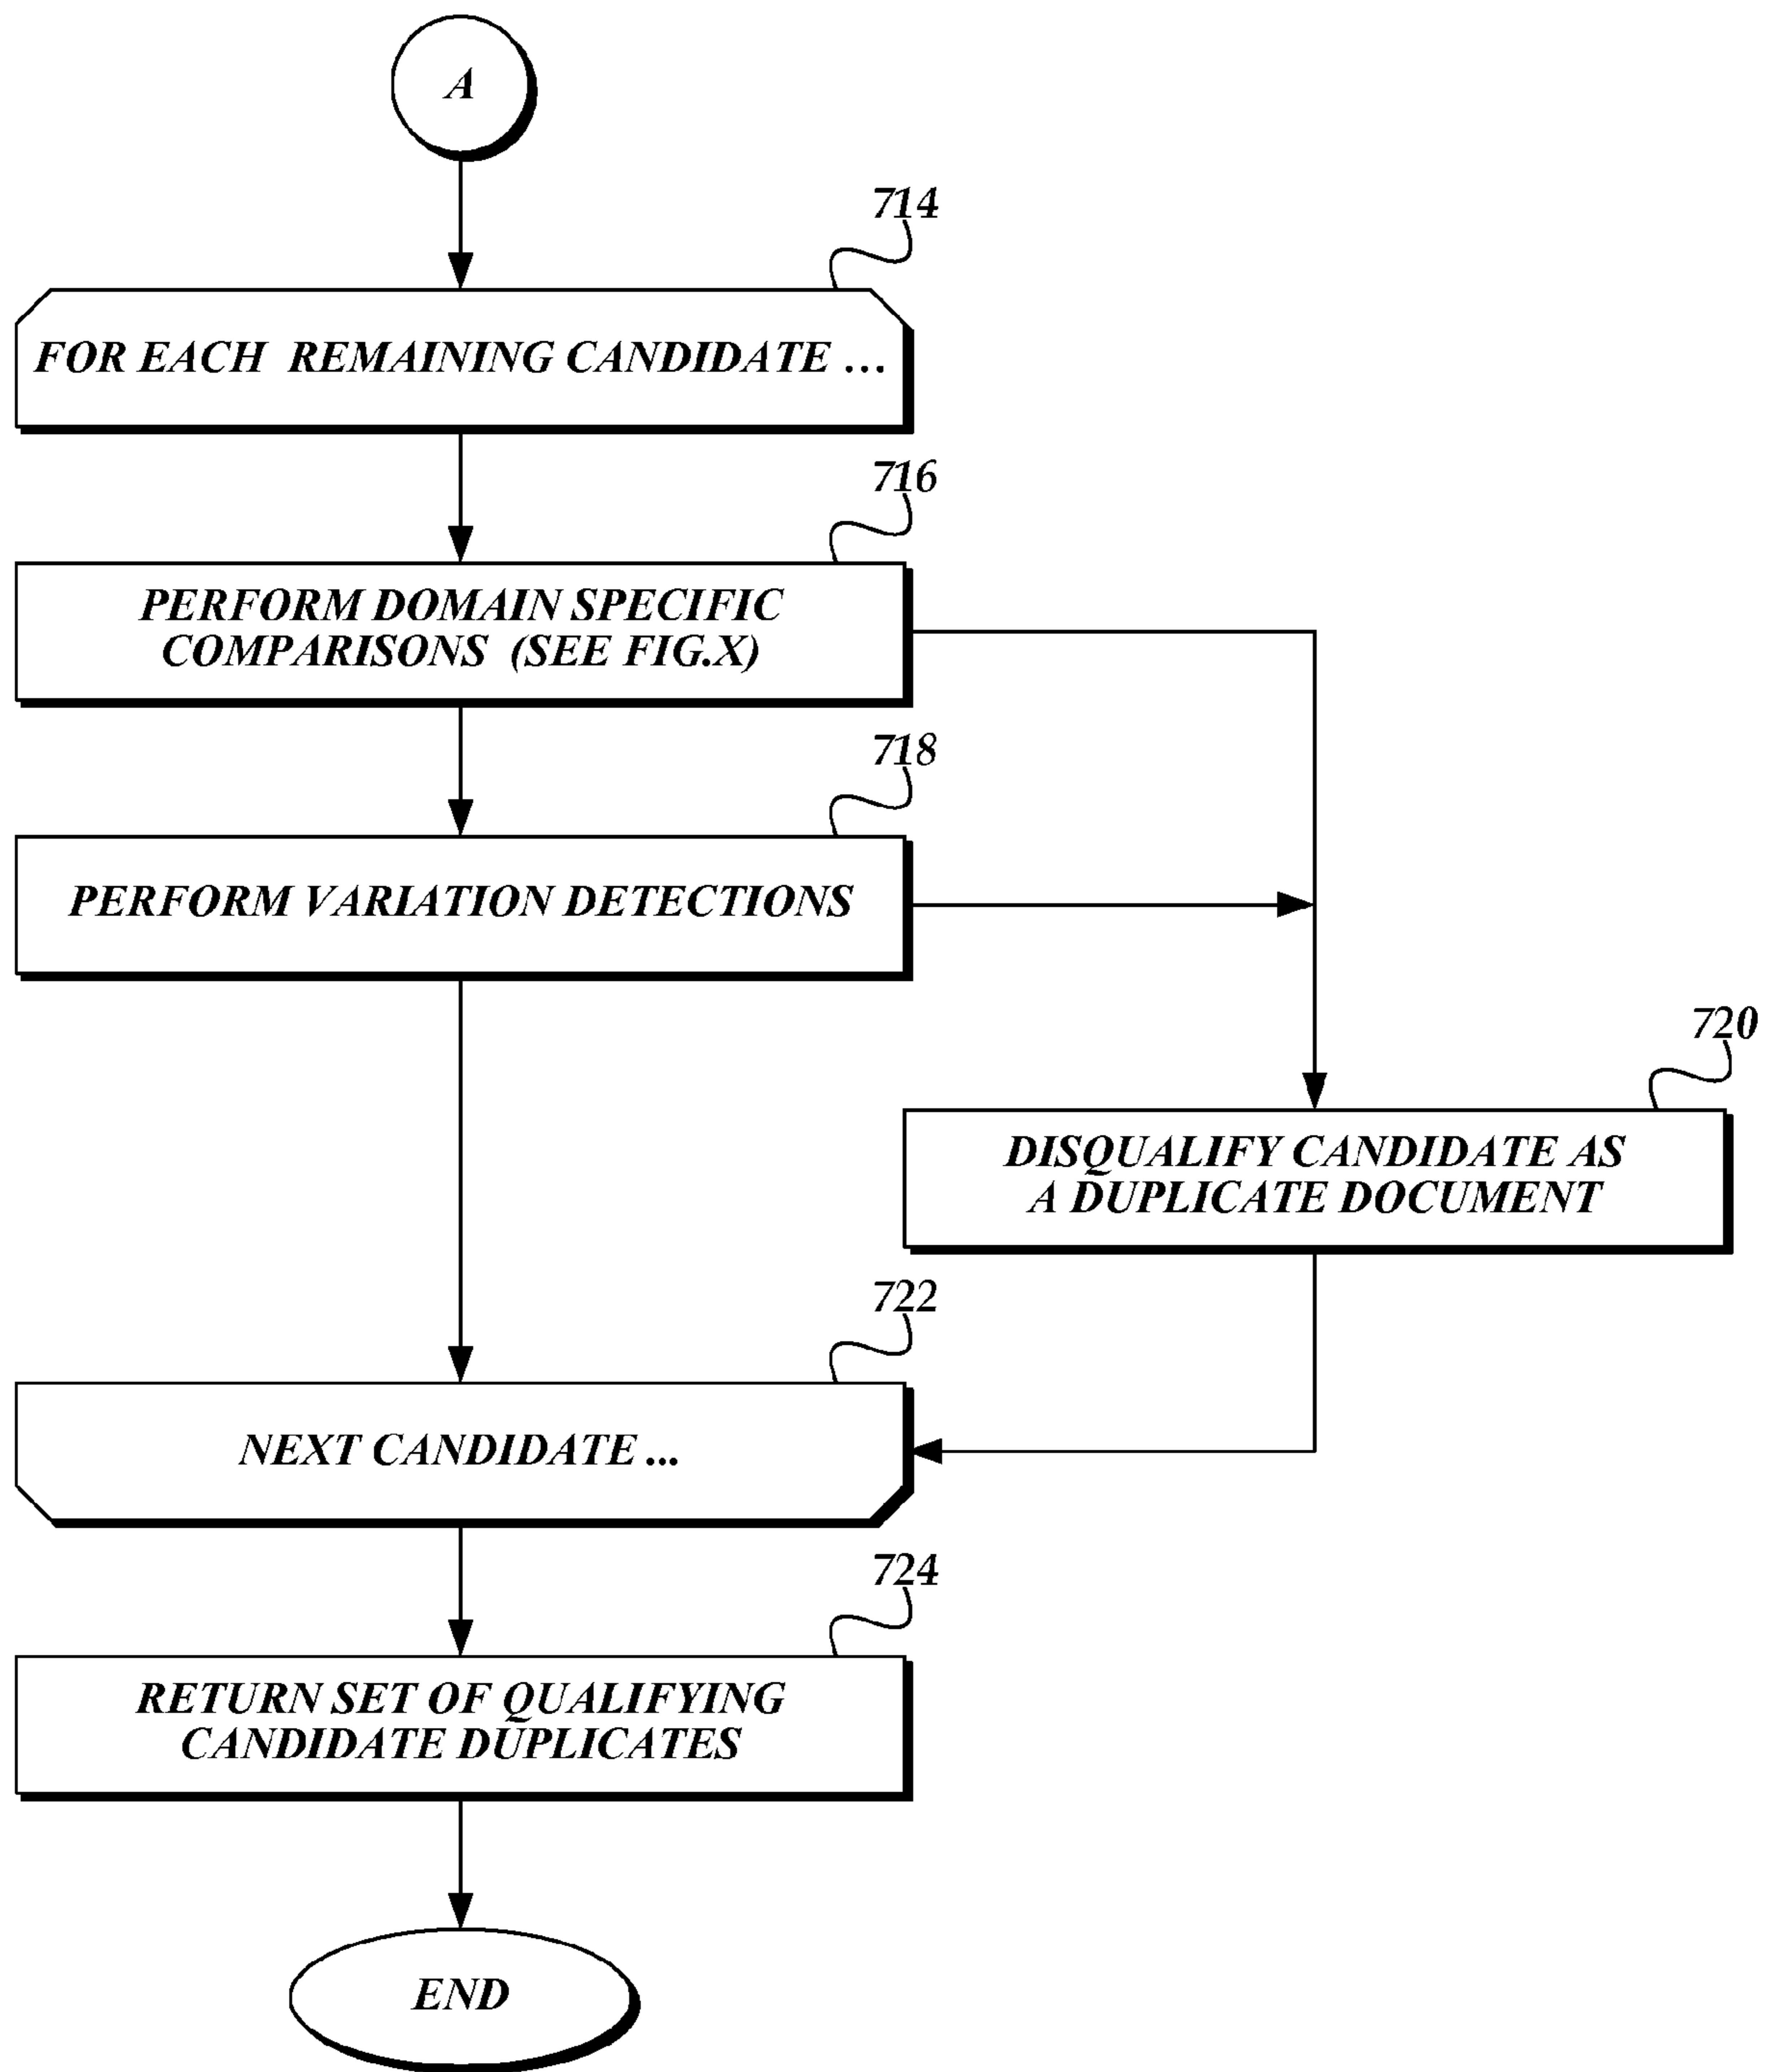 A
714
FOR EACH REMAINING CANDIDATE …
716
PERFORM DOMAIN SPECIFIC
COMPARISONS (SEE FIG.X)
718
PERFORM VARIATION DETECTIONS
720
DISQUALIFY CANDIDATE AS
A DUPLICATE DOCUMENT
722
NEXT CANDIDATE ...
724
RETURN SET OF QUALIFYING
CANDIDATE DUPLICATES
END